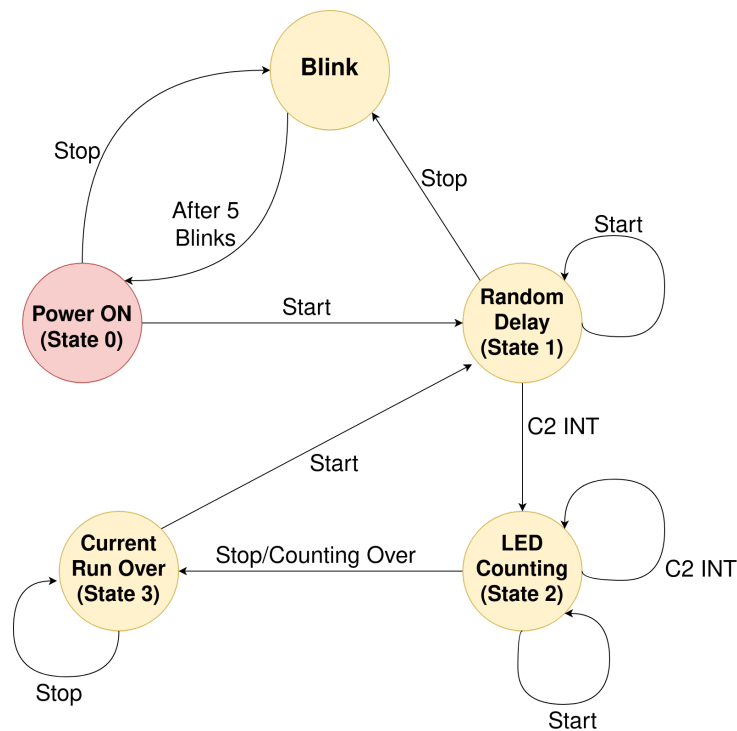 Blink
Stop
After 5
Blinks
Stop
Start
Power ON
(State 0)
Start
Random
Delay
(State 1)
C2 INT
Start
Current
Run Over
(State 3)
Stop/Counting Over
LED
Counting
(State 2)
C2 INT
Stop
Start